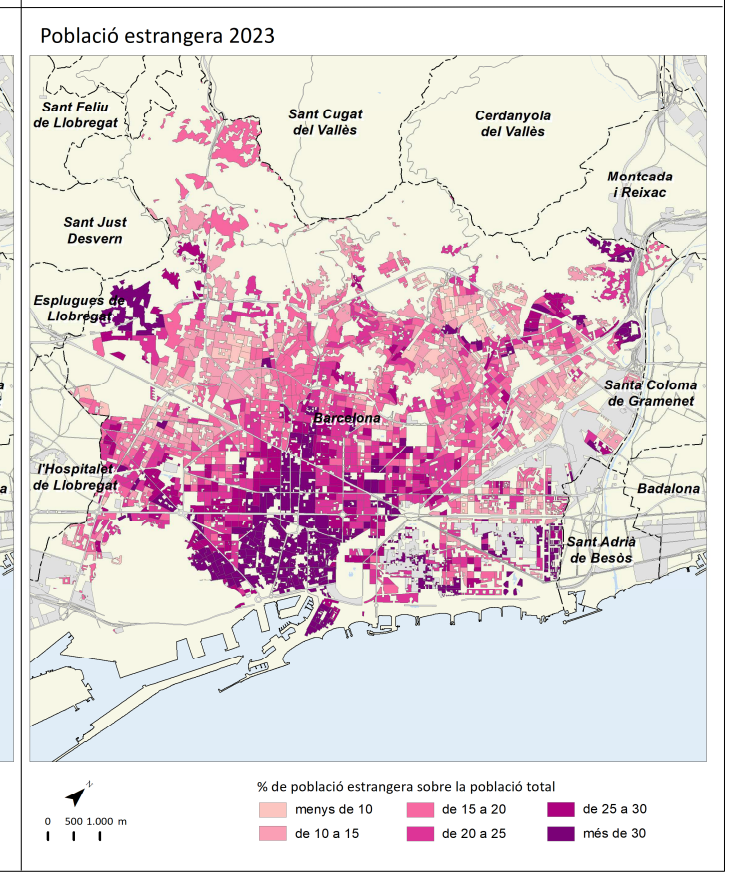 Població estrangera 2023
Sant Feliu
de Llobregat
Sant Cugat
del Vallès
Cerdanyola
del Vallès
Montcada
i Reixac
Sant Just
Desvern
Esplugues de
Llobregat
Santa Coloma
de Gramenet
Barcelona
l'Hospitalet
de Llobregat
Badalona
Sant Adrià
de Besòs
a
a
N
% de població estrangera sobre la població total
0 500 1.000 m
menys de 10
de 15 a 20
de 25 a 30
de 10 a 15
de 20 a 25
més de 30